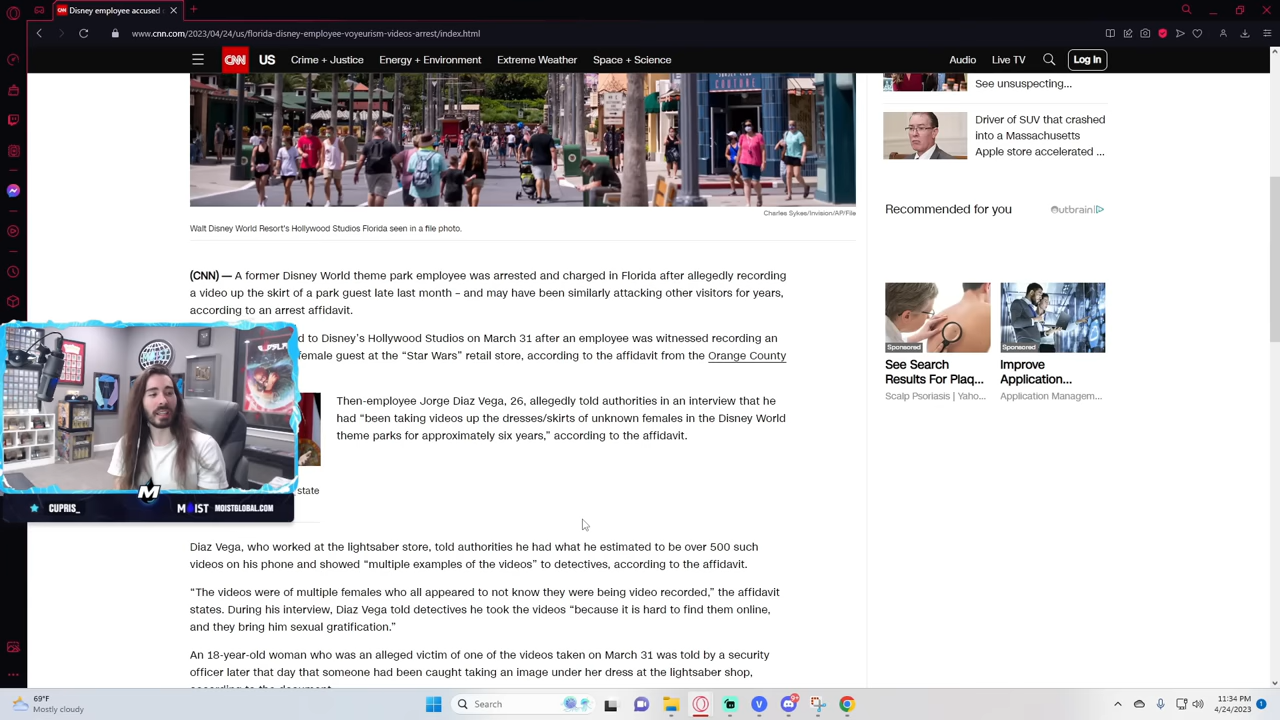 Disney employee accused
www.cnn.com/2023/04/24/us/florida-disney-employee-voyeurism-videos-arrest/index.html
CNN US Crime + Justice Energy + Environment Extreme Weather Space + Science Audio Live TV Log In
Charles Sykes/Invision/AP/File
Walt Disney World Resort's Hollywood Studios Florida seen in a file photo.
(CNN) — A former Disney World theme park employee was arrested and charged in Florida after allegedly recording
a video up the skirt of a park guest late last month – and may have been similarly attacking other visitors for years,
according to an arrest affidavit.
d to Disney's Hollywood Studios on March 31 after an employee was witnessed recording an
female guest at the “Star Wars” retail store, according to the affidavit from the Orange County
Then-employee Jorge Diaz Vega, 26, allegedly told authorities in an interview that he
had “been taking videos up the dresses/skirts of unknown females in the Disney World
theme parks for approximately six years,” according to the affidavit.
state
Diaz Vega, who worked at the lightsaber store, told authorities he had what he estimated to be over 500 such
videos on his phone and showed “multiple examples of the videos” to detectives, according to the affidavit.
“The videos were of multiple females who all appeared to not know they were being video recorded,” the affidavit
states. During his interview, Diaz Vega told detectives he took the videos “because it is hard to find them online,
and they bring him sexual gratification.”
An 18-year-old woman who was an alleged victim of one of the videos taken on March 31 was told by a security
officer later that day that someone had been caught taking an image under her dress at the lightsaber shop,
according to the document.
See unsuspecting...
Driver of SUV that crashed
into a Massachusetts
Apple store accelerated ...
Recommended for you
Outbrain
Sponsored
See Search
Results For Plaq...
Scalp Psoriasis | Yaho...
Sponsored
Improve
Application...
Application Managem...
M
CUPRIS_ MOIST MOISTGLOBAL.COM
69°F
Mostly cloudy
Search
9+
11:34 PM
4/24/2023
1